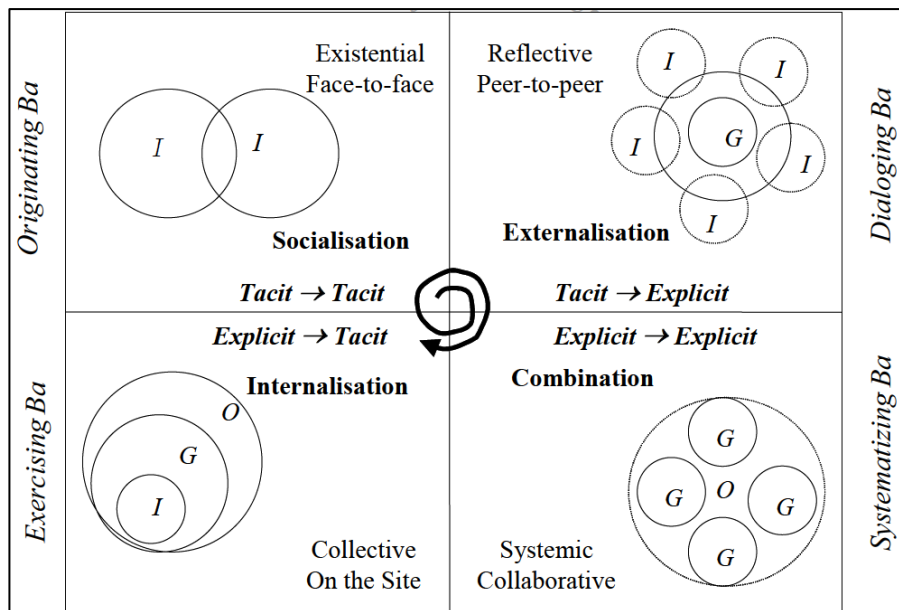 Originating Ba
Existential
Face-to-face
I
I
Socialisation
Tacit → Tacit
Reflective
Peer-to-peer
I
I
I
G
I
I
Externalisation
Tacit → Explicit
Dialoging Ba
Exercising Ba
Explicit → Tacit
Internalisation
O
G
I
Collective
On the Site
Explicit → Explicit
Combination
G
G
O
G
G
Systemic
Collaborative
Systematizing Ba